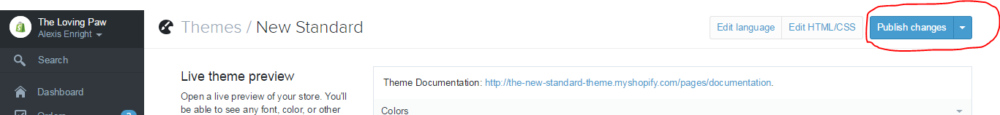 The Loving Paw
Alexis Enright
Themes / New Standard
Edit language
Edit HTML/CSS
Publish changes
Search
Dashboard
Orders
Live theme preview
Open a live preview of your store. You'll
be able to see any font, color, or other
Theme Documentation: http://the-new-standard-theme.myshopify.com/pages/documentation.
Colors